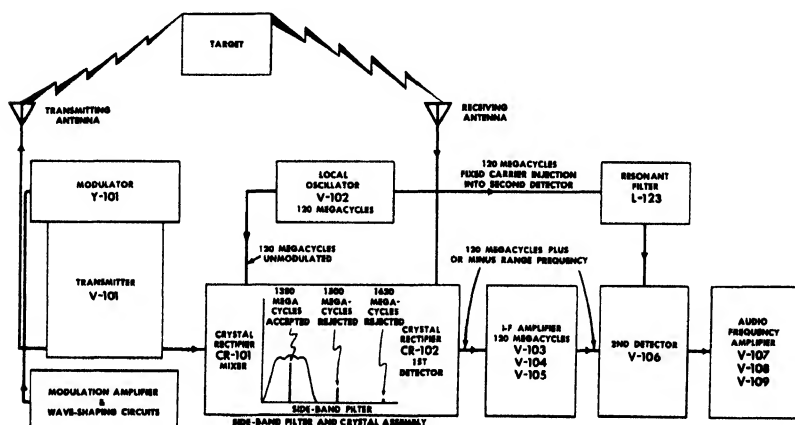 TARGET
TRANSMITTING
ANTENNA
RECEIVING
ANTENNA
MODULATOR
Y-101
LOCAL
OSCILLATOR
V-102
120 MEGACYCLES
120 MEGACYCLES
FIXED CARRIER INJECTION
INTO SECOND DETECTOR
RESONANT
FILTER
L-123
TRANSMITTER
V-101
120 MEGACYCLES
UNMODULATED
120 MEGACYCLES PLUS
OR MINUS RANGE FREQUENCY
CRYSTAL
RECTIFIER
CR-101
MIXER
1380
MEGA
CYCLES
ACCEPTED
1500
MEGA-
CYCLES
REJECTED
1620
MEGA-
CYCLES
REJECTED
CRYSTAL
RECTIFIER
CR-102
1ST
DETECTOR
SIDE-BAND FILTER
SIDE-BAND FILTER AND CRYSTAL ASSEMBLY
I-F AMPLIFIER
120 MEGACYCLES
V-103
V-104
V-105
2ND DETECTOR
V-106
AUDIO
FREQUENCY
AMPLIFIER
V-107
V-108
V-109
MODULATION AMPLIFIER
&
WAVE-SHAPING CIRCUITS